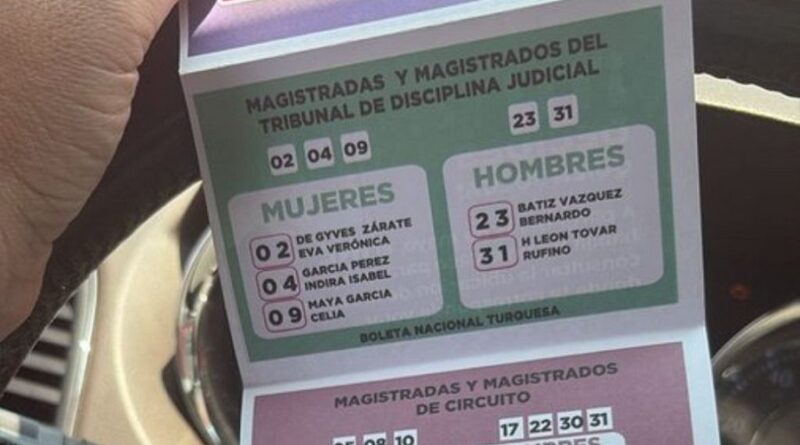 MAGISTRADAS Y MAGISTRADOS DEL
TRIBUNAL DE DISCIPLINA JUDICIAL
02 04 09
23 31
MUJERES
02 DE GYVES ZÁRATE
EVA VERÓNICA
04 GARCIA PEREZ
INDIRA ISABEL
09 MAYA GARCIA
CELIA
HOMBRES
23 BATIZ VAZQUEZ
BERNARDO
31 H LEON TOVAR
RUFINO
BOLETA NACIONAL TURQUESA
MAGISTRADAS Y MAGISTRADOS
DE CIRCUITO
08 10
17 22 30 31